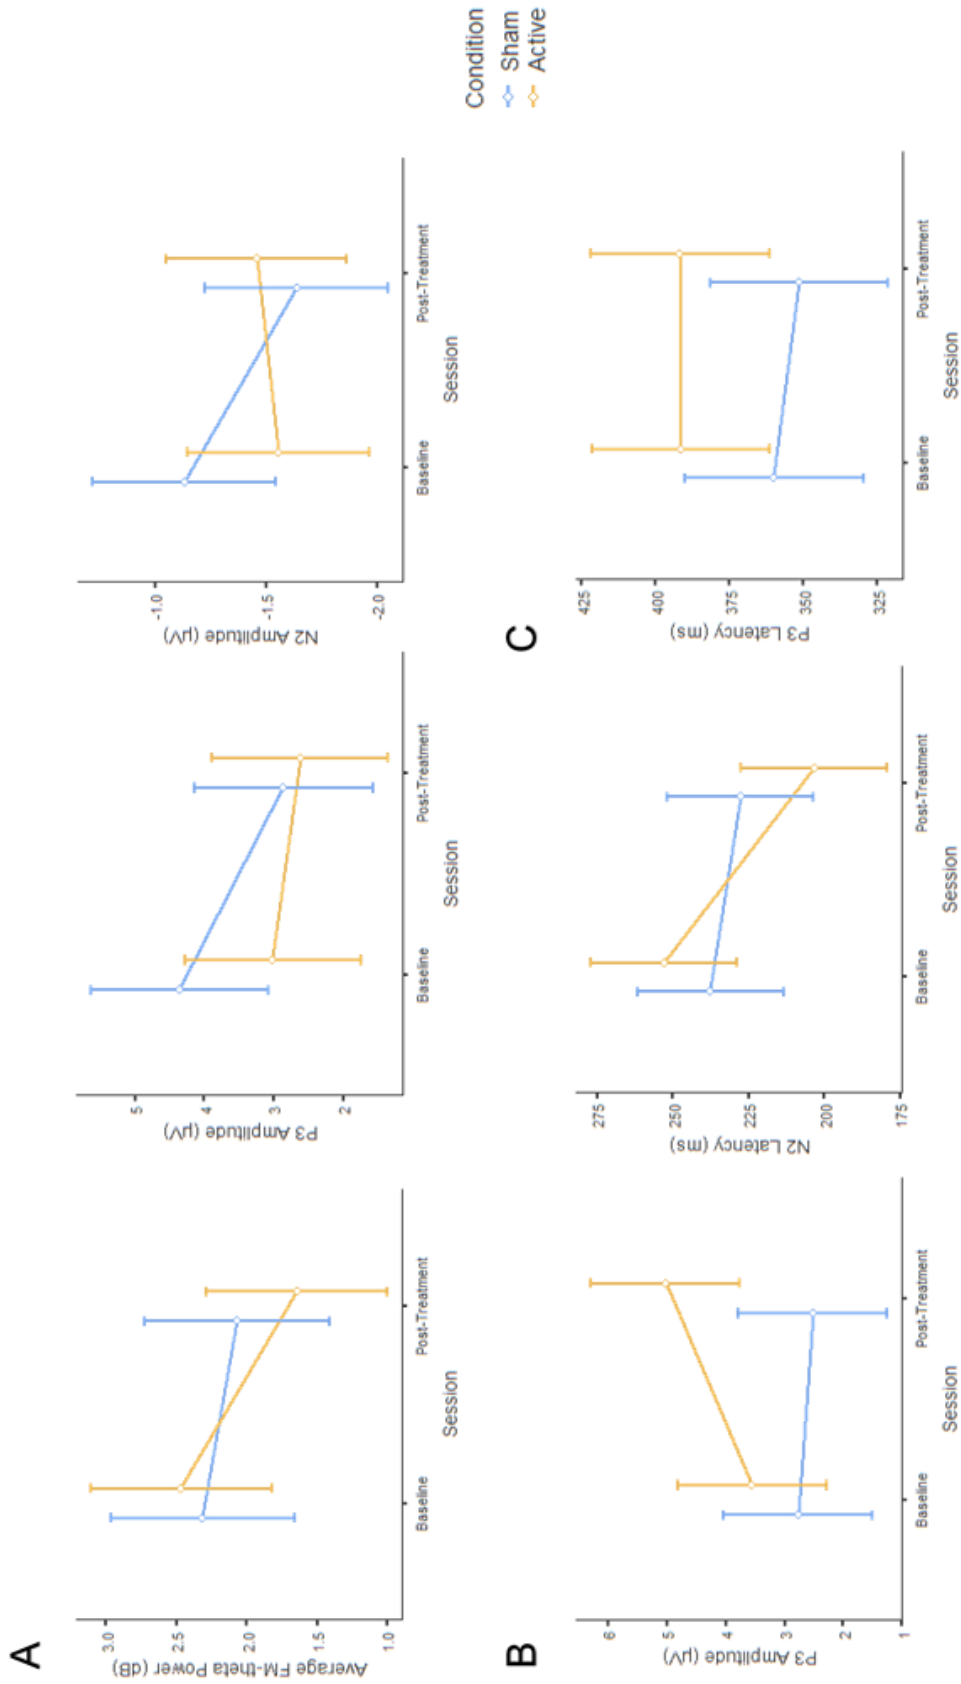 A
Average FM-theta Power (dB)
3.0
2.5
2.0
1.5
1.0
Baseline
Post-Treatment
Session
P3 Amplitude (µV)
5
4
3
2
Baseline
Post-Treatment
Session
N2 Amplitude (µV)
-1.0
-1.5
-2.0
Baseline
Post-Treatment
Session
Condition
Sham
Active
B
P3 Amplitude (µV)
6
5
4
3
2
1
Baseline
Post-Treatment
Session
N2 Latency (ms)
275
250
225
200
175
Baseline
Post-Treatment
Session
C
P3 Latency (ms)
425
400
375
350
325
Baseline
Post-Treatment
Session